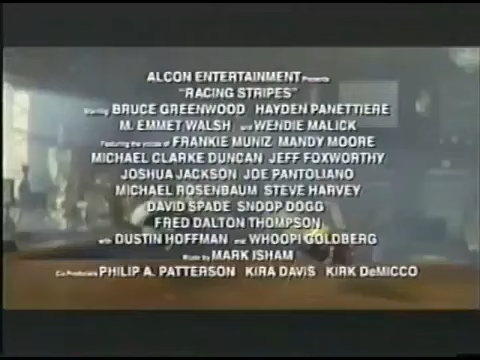 ALCON ENTERTAINMENT Presents
"RACING STRIPES"
Starring BRUCE GREENWOOD HAYDEN PANETTIERE
M. EMMET WALSH and WENDIE MALICK
Featuring the voices of FRANKIE MUNIZ MANDY MOORE
MICHAEL CLARKE DUNCAN JEFF FOXWORTHY
JOSHUA JACKSON JOE PANTOLIANO
MICHAEL ROSENBAUM STEVE HARVEY
DAVID SPADE SNOOP DOGG
FRED DALTON THOMPSON
with DUSTIN HOFFMAN and WHOOPI GOLDBERG
Music by MARK ISHAM
Co-Producers PHILIP A. PATTERSON KIRA DAVIS KIRK DeMICCO